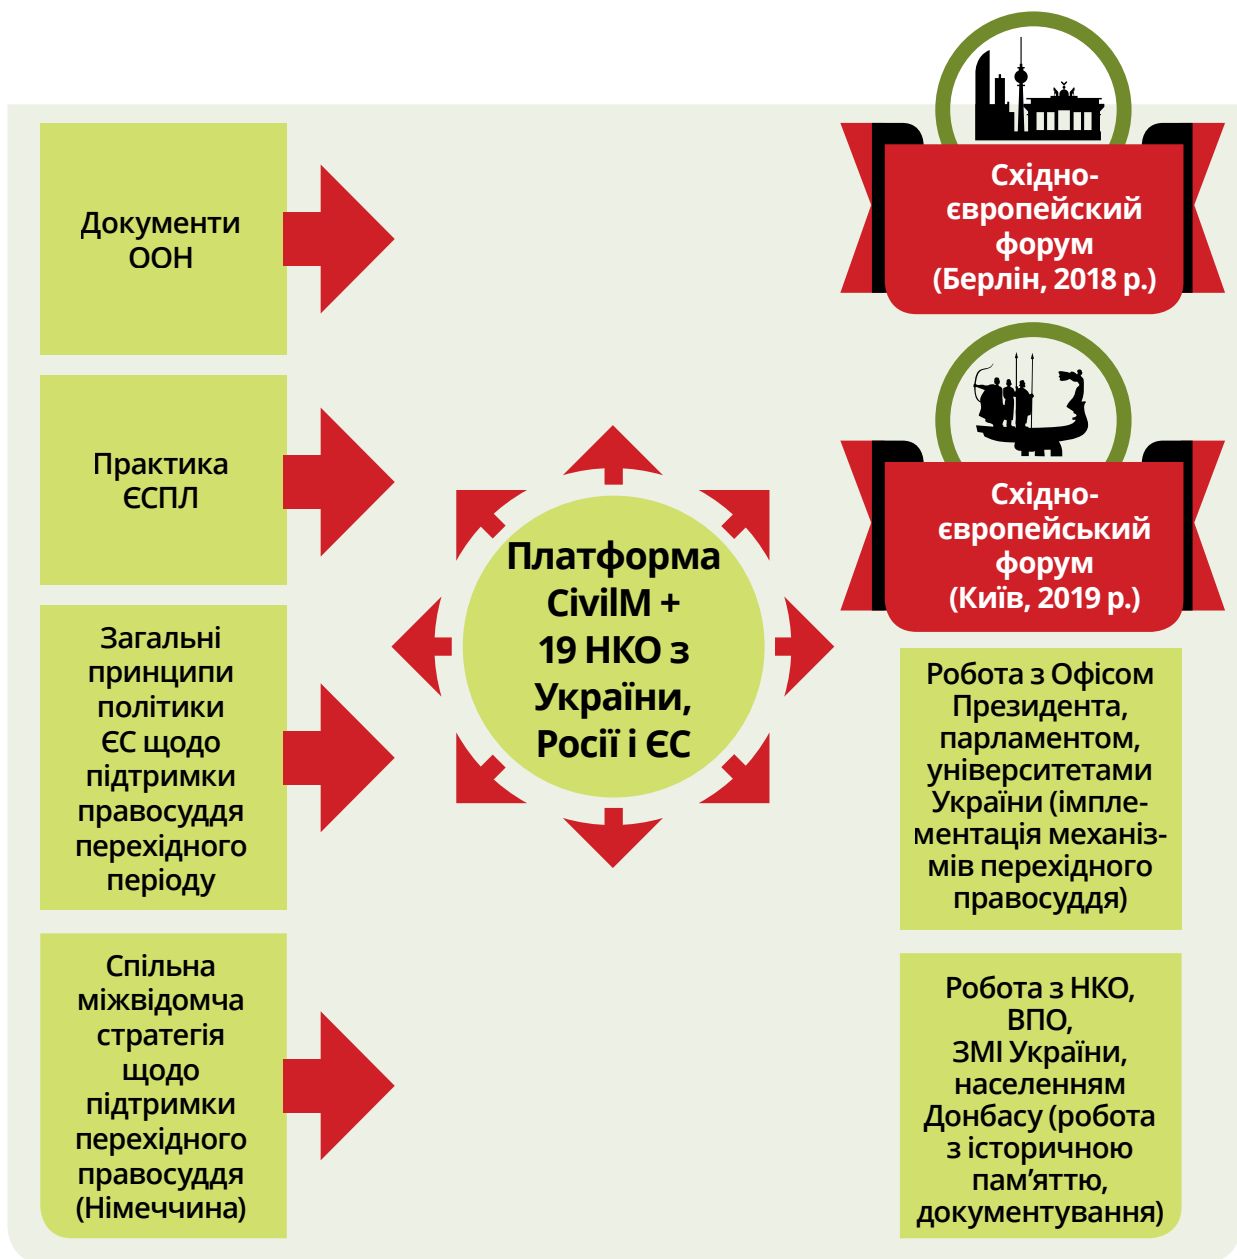 Документи
ООН
Практика
ЄСПЛ
Загальні
принципи
політики
ЄС щодо
підтримки
правосуддя
перехідного
періоду
Спільна
міжвідомча
стратегія
щодо
підтримки
перехідного
правосуддя
(Німеччина)
Платформа
CivilM +
19 НКО з
України,
Росії і ЄС
Східно-
європейский
форум
(Берлін, 2018 р.)
Східно-
європейський
форум
(Київ, 2019 р.)
Робота з Офісом
Президента,
парламентом,
університетами
України (імпле-
ментація механіз-
мів перехідного
правосуддя)
Робота з НКО,
ВПО,
ЗМІ України,
населенням
Донбасу (робота
з історичною
пам’яттю,
документування)